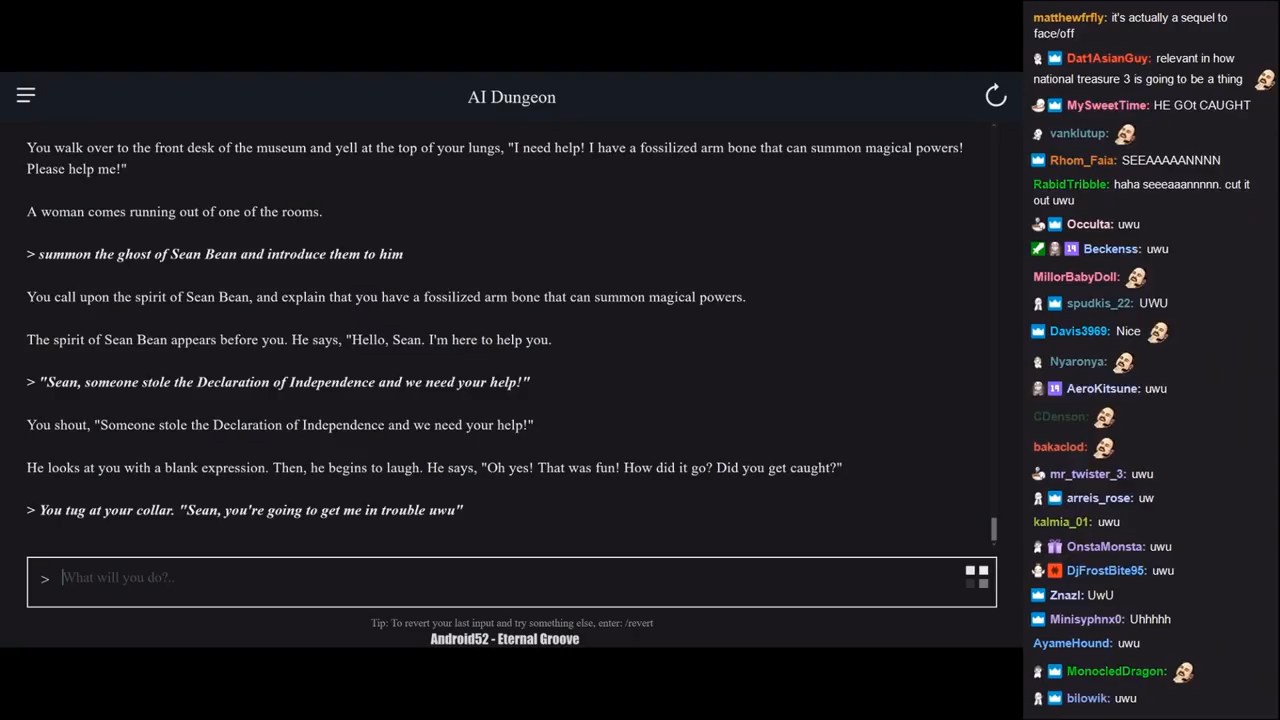 AI Dungeon
You walk over to the front desk of the museum and yell at the top of your lungs, "I need help! I have a fossilized arm bone that can summon magical powers!
Please help me!"
A woman comes running out of one of the rooms.
> summon the ghost of Sean Bean and introduce them to him
You call upon the spirit of Sean Bean, and explain that you have a fossilized arm bone that can summon magical powers.
The spirit of Sean Bean appears before you. He says, "Hello, Sean. I'm here to help you.
> "Sean, someone stole the Declaration of Independence and we need your help!"
You shout, "Someone stole the Declaration of Independence and we need your help!"
He looks at you with a blank expression. Then, he begins to laugh. He says, "Oh yes! That was fun! How did it go? Did you get caught?"
> You tug at your collar. "Sean, you're going to get me in trouble uwu"
> What will you do?..
Tip: To revert your last input and try something else, enter: /revert
Android52 - Eternal Groove
matthewfrfly: it's actually a sequel to
face/off
Dat1AsianGuy: relevant in how
national treasure 3 is going to be a thing
MySweetTime: HE GOt CAUGHT
vanklutup:
Rhom_Faia: SEEAAAAANNNN
RabidTribble: haha seeeaaannnnn. cut it
out uwu
Occulta: uwu
14 Beckenss: uwu
MillorBabyDoll:
spudkis_22: UWU
Davis3969: Nice
Nyaronya:
14 AeroKitsune: uwu
CDenson:
bakaclod:
mr_twister_3: uwu
arreis_rose: uw
kalmia_01: uwu
OnstaMonsta: uwu
DjFrostBite95: uwu
Znazl: UwU
Minisyphnx0: Uhhhhh
AyameHound: uwu
MonocledDragon:
bilowik: uwu